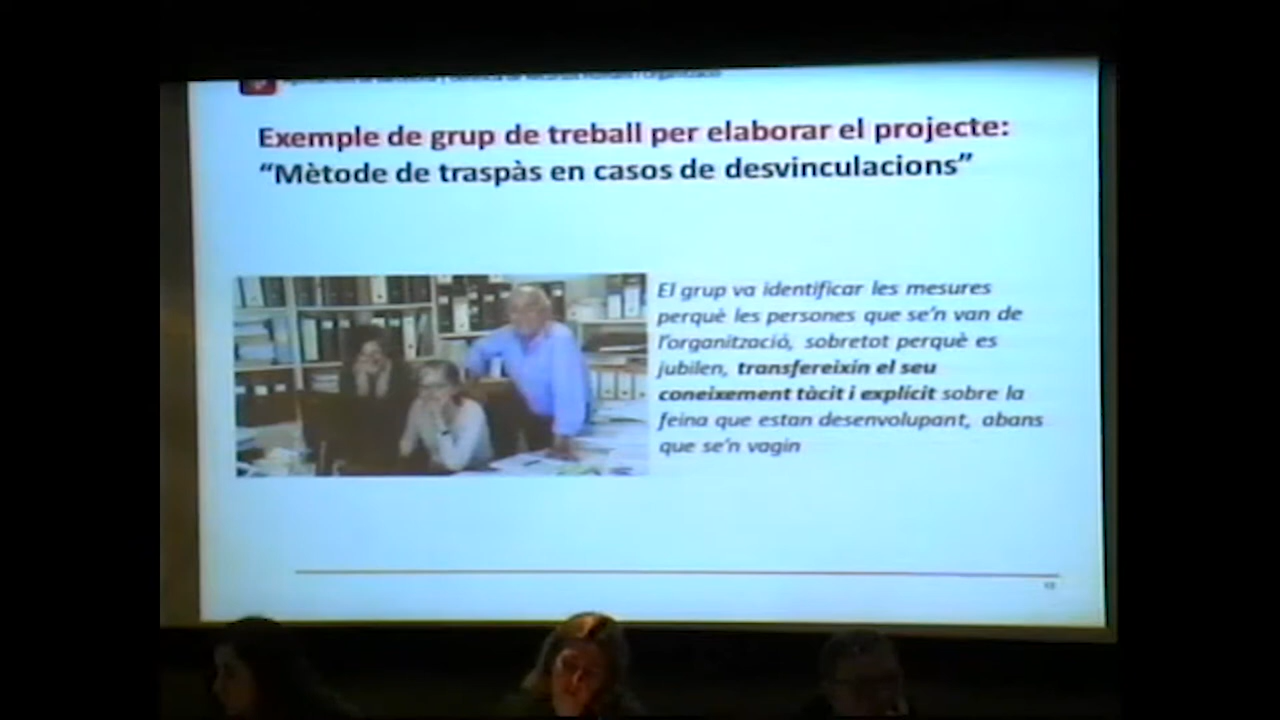 Exemple de grup de treball per elaborar el projecte:
“Mètode de traspàs en casos de desvinculacions”
El grup va identificar les mesures
perquè les persones que se’n van de
l’organització, sobretot perquè es
jubilen, transfereixin el seu
coneixement tàcit i explícit sobre la
feina que estan desenvolupant, abans
que se’n vagin